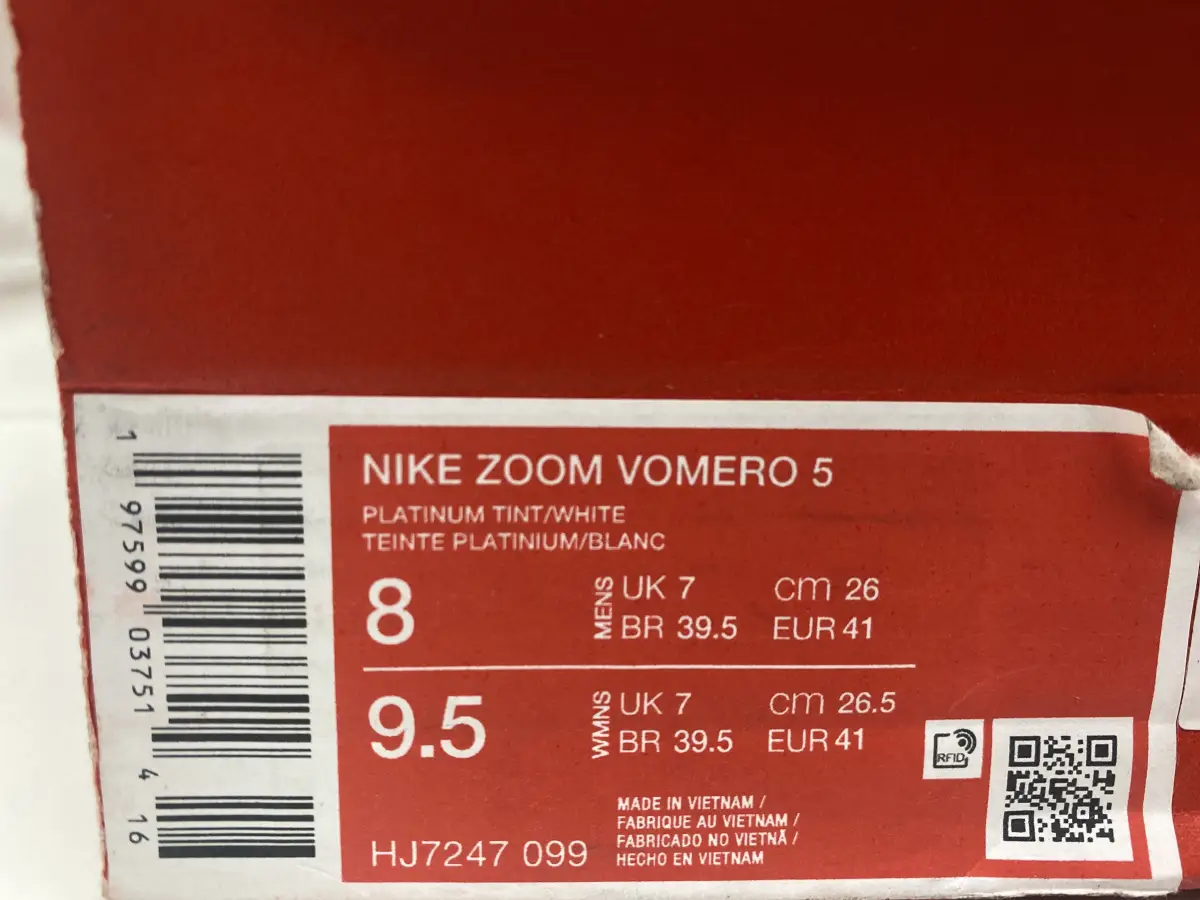 1 97599 03751 4 16
NIKE ZOOM VOMERO 5
PLATINUM TINT/WHITE
TEINTE PLATINIUM/BLANC
8 MENS UK 7 cm 26
BR 39.5 EUR 41
9.5 WMNS UK 7 cm 26.5
BR 39.5 EUR 41
RFID
MADE IN VIETNAM /
FABRIQUE AU VIETNAM /
FABRICADO NO VIETNÃ /
HECHO EN VIETNAM
HJ7247 099